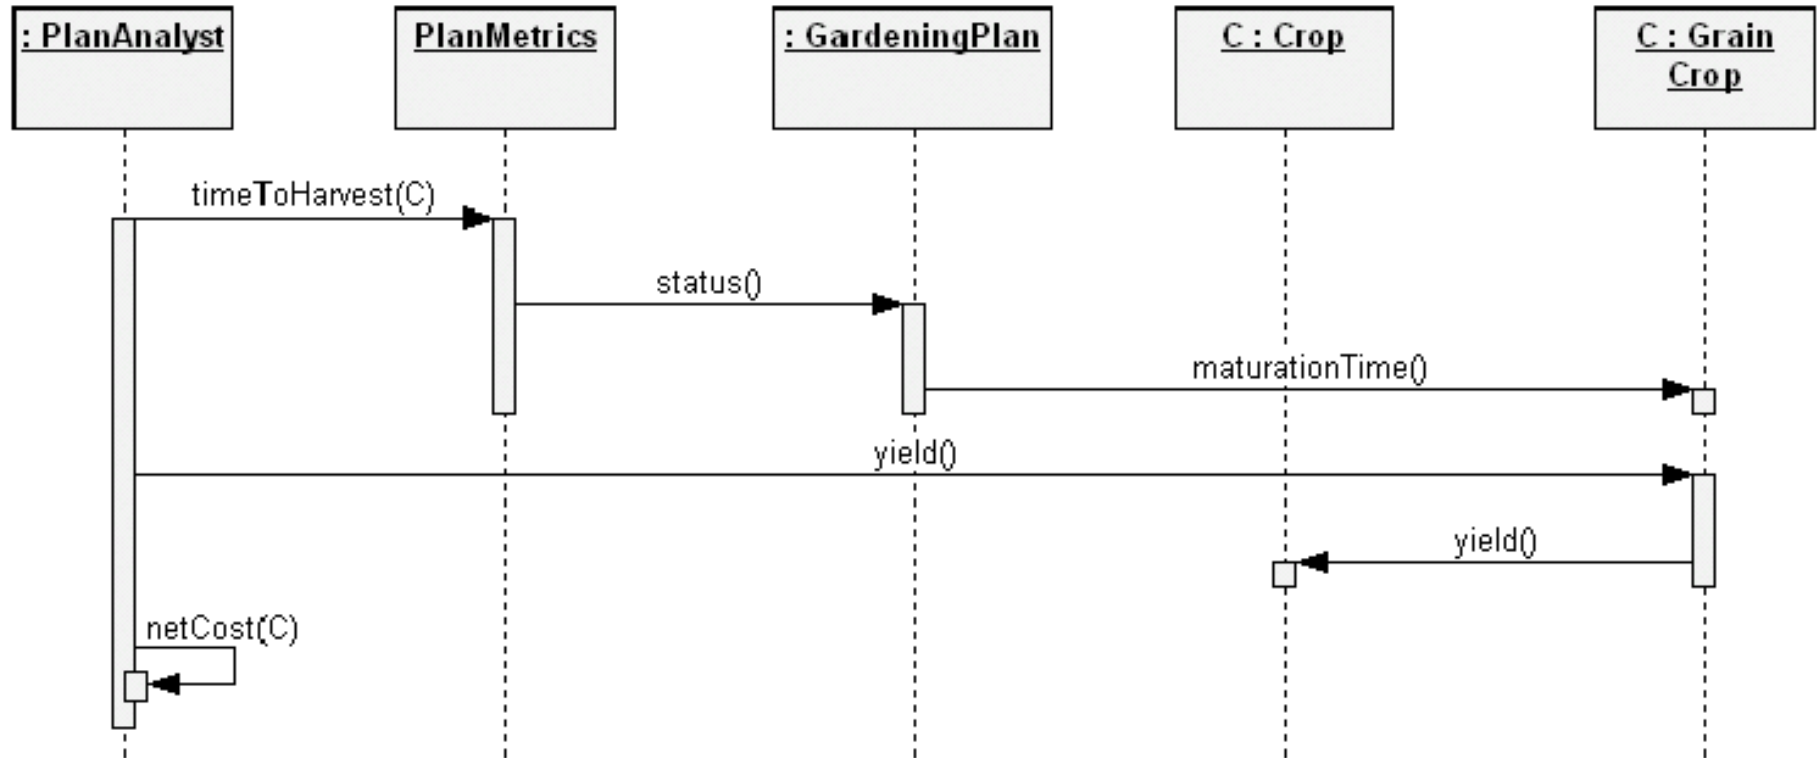 : PlanAnalyst
PlanMetrics
: GardeningPlan
C : Crop
C : Grain
Crop
timeToHarvest(C)
status()
maturationTime()
yield()
yield()
netCost(C)